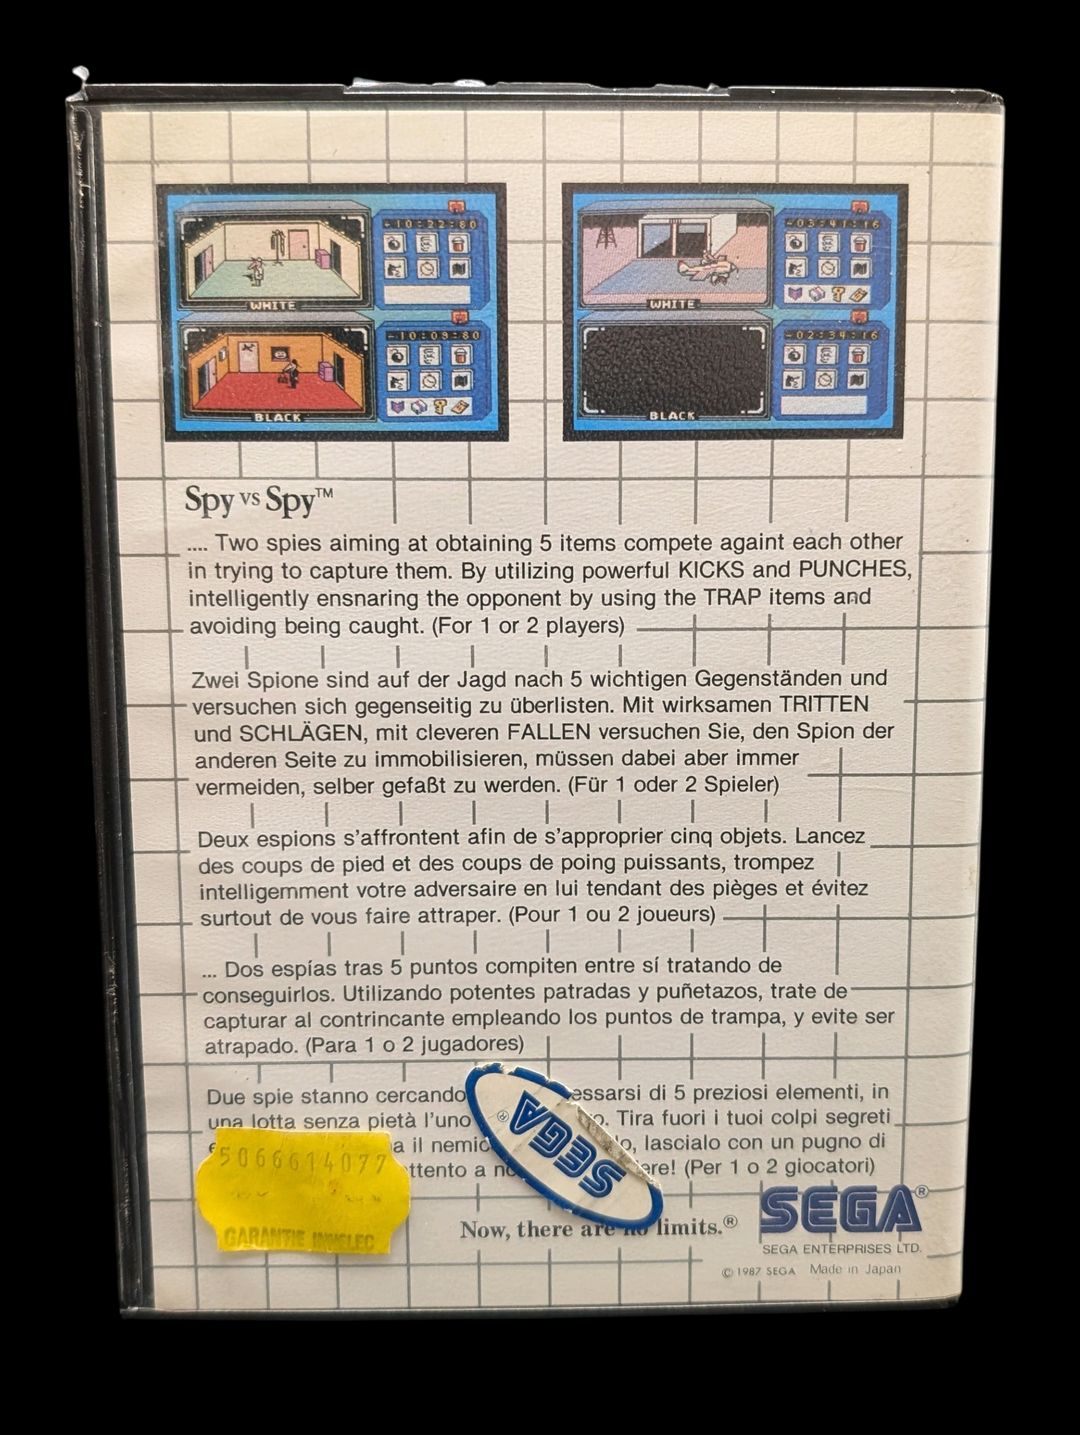 -10:22:80
WHITE
-10:09:80
BLACK
-03:41:16
WHITE
-02:34:16
BLACK
Spy vs Spy™
.... Two spies aiming at obtaining 5 items compete againt each other
in trying to capture them. By utilizing powerful KICKS and PUNCHES,
intelligently ensnaring the opponent by using the TRAP items and
avoiding being caught. (For 1 or 2 players)
Zwei Spione sind auf der Jagd nach 5 wichtigen Gegenständen und
versuchen sich gegenseitig zu überlisten. Mit wirksamen TRITTEN
und SCHLÄGEN, mit cleveren FALLEN versuchen Sie, den Spion der
anderen Seite zu immobilisieren, müssen dabei aber immer
vermeiden, selber gefaßt zu werden. (Für 1 oder 2 Spieler)
Deux espions s'affrontent afin de s'approprier cinq objets. Lancez
des coups de pied et des coups de poing puissants, trompez
intelligemment votre adversaire en lui tendant des pièges et évitez
surtout de vous faire attraper. (Pour 1 ou 2 joueurs)
... Dos espías tras 5 puntos compiten entre sí tratando de
conseguirlos. Utilizando potentes patradas y puñetazos, trate de
capturar al contrincante empleando los puntos de trampa, y evite ser
atrapado. (Para 1 o 2 jugadores)
Due spie stanno cercando essarsi di 5 preziosi elementi, in
una lotta senza pietà l'uno o. Tira fuori i tuoi colpi segreti
a il nemic lo, lascialo con un pugno di
ttento a no ere! (Per 1 o 2 giocatori)
SEGA®
5066614077
GARANTIE INNELEC
Now, there are no limits.®
SEGA®
SEGA ENTERPRISES LTD.
© 1987 SEGA Made in Japan